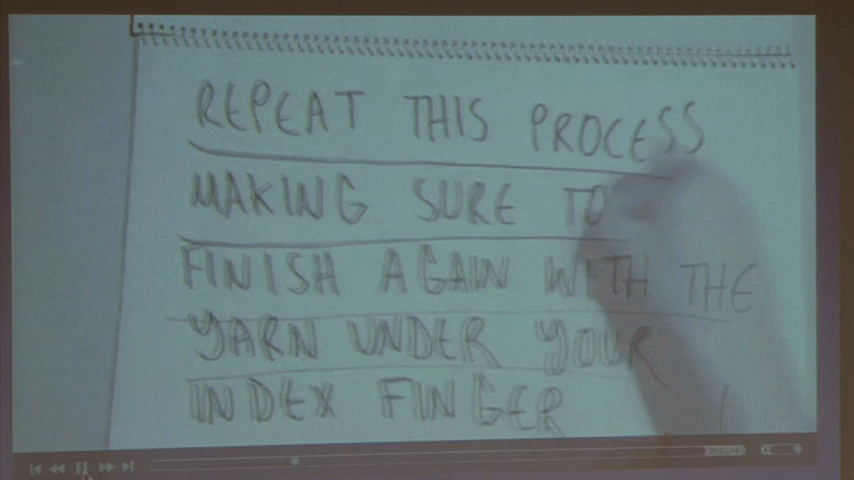 REPEAT THIS PROCESS
MAKING SURE TO
FINISH AGAIN WITH THE
YARN UNDER YOUR
INDEX FINGER